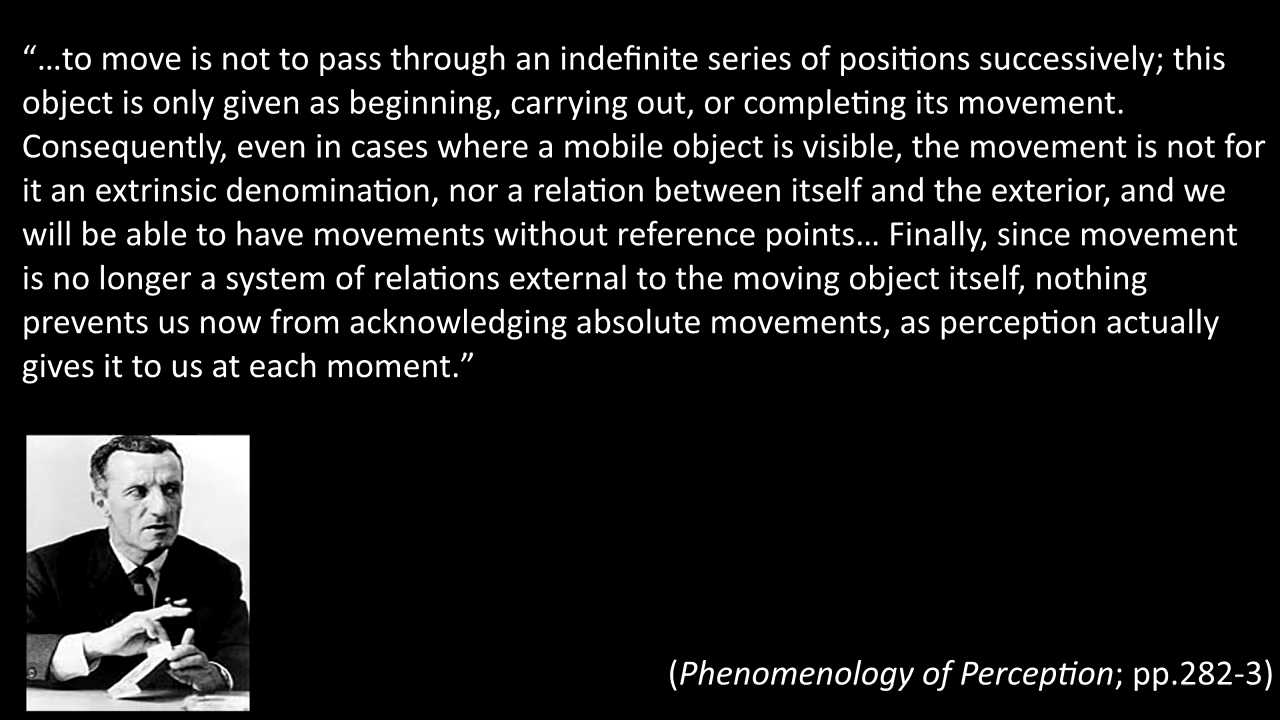 “…to move is not to pass through an indefinite series of positions successively; this
object is only given as beginning, carrying out, or completing its movement.
Consequently, even in cases where a mobile object is visible, the movement is not for
it an extrinsic denomination, nor a relation between itself and the exterior, and we
will be able to have movements without reference points… Finally, since movement
is no longer a system of relations external to the moving object itself, nothing
prevents us now from acknowledging absolute movements, as perception actually
gives it to us at each moment.”
(Phenomenology of Perception; pp.282-3)